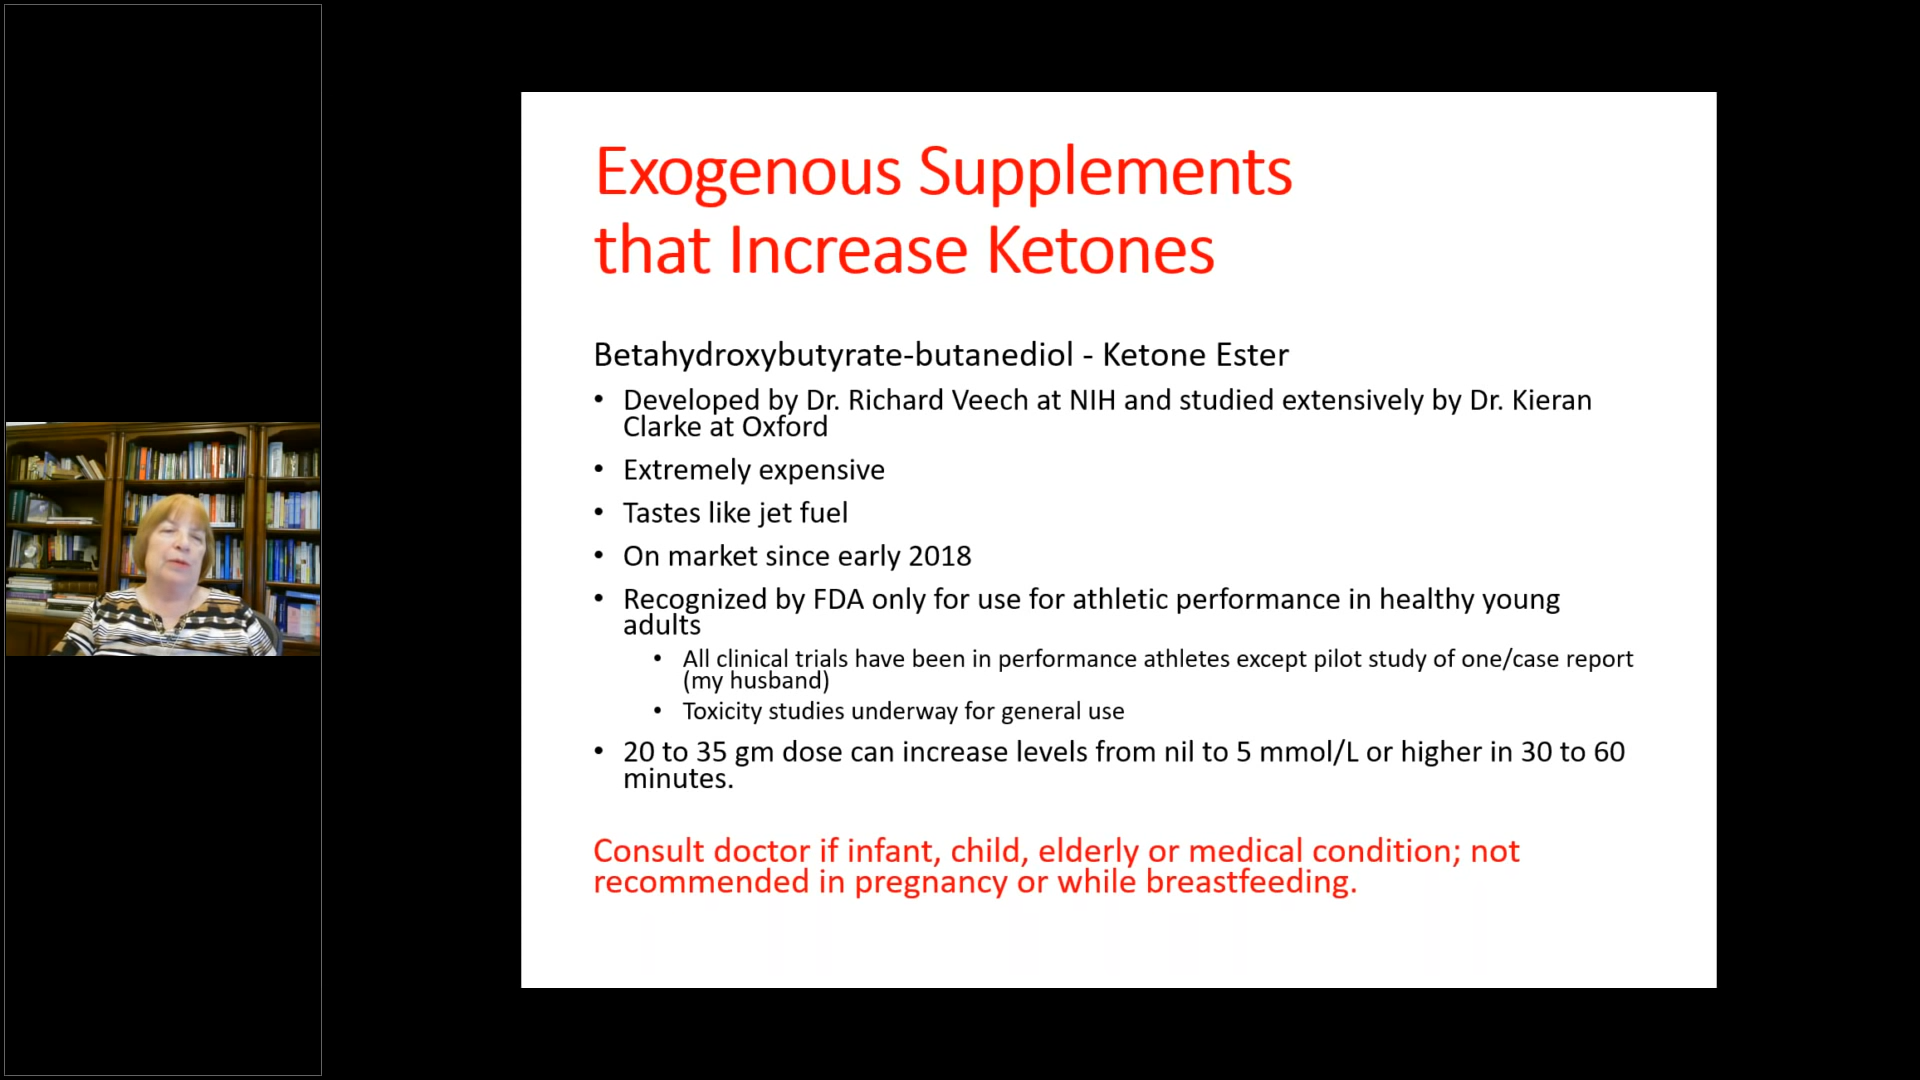 Exogenous Supplements
that Increase Ketones
Betahydroxybutyrate-butanediol - Ketone Ester
• Developed by Dr. Richard Veech at NIH and studied extensively by Dr. Kieran
Clarke at Oxford
• Extremely expensive
• Tastes like jet fuel
• On market since early 2018
• Recognized by FDA only for use for athletic performance in healthy young
adults
• All clinical trials have been in performance athletes except pilot study of one/case report
(my husband)
• Toxicity studies underway for general use
• 20 to 35 gm dose can increase levels from nil to 5 mmol/L or higher in 30 to 60
minutes.
Consult doctor if infant, child, elderly or medical condition; not
recommended in pregnancy or while breastfeeding.